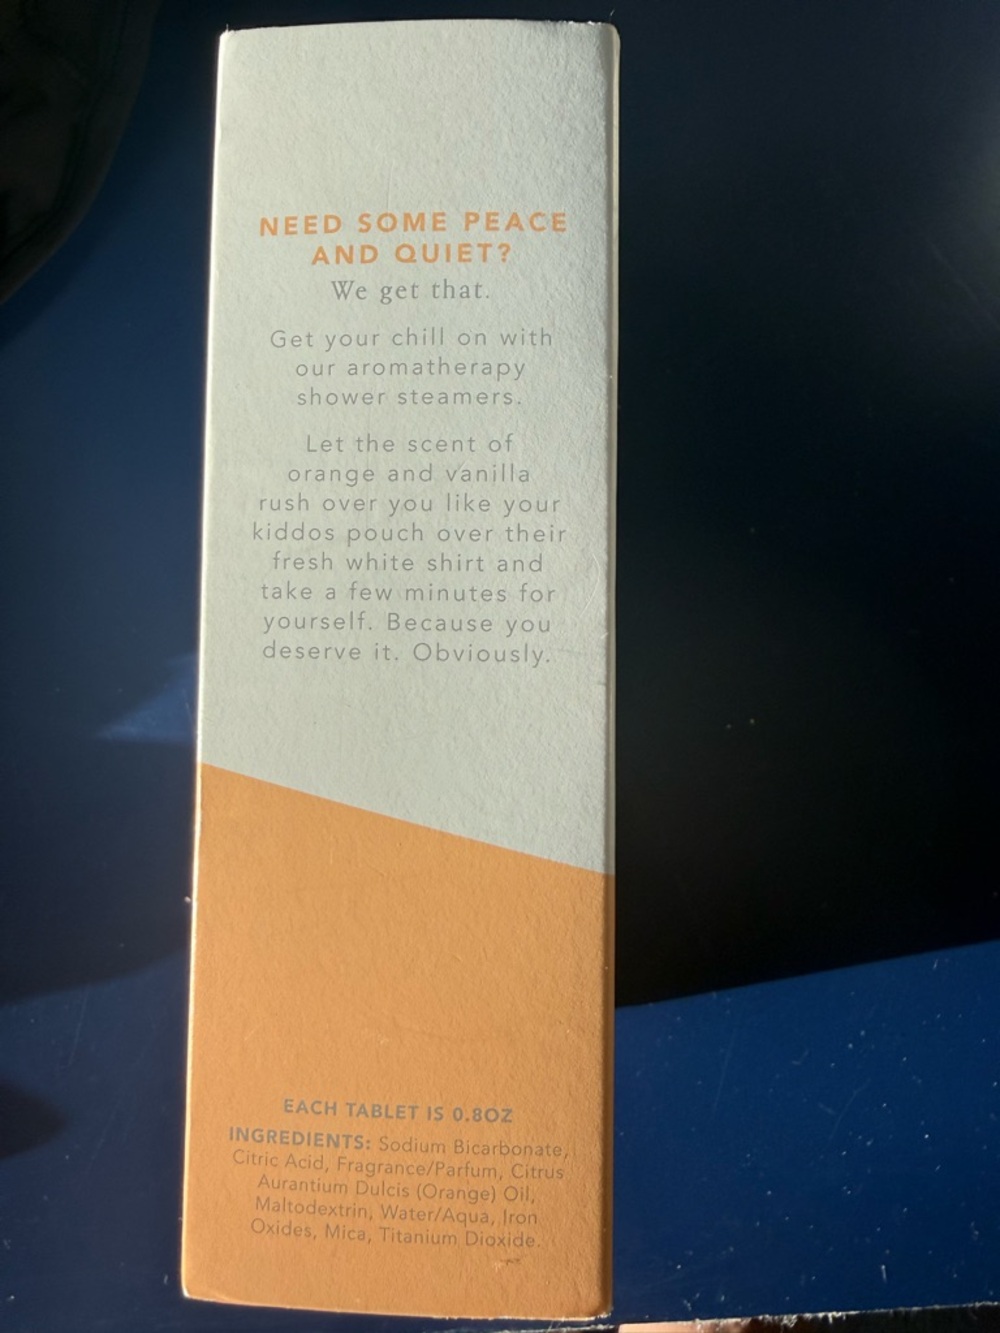 NEED SOME PEACE
AND QUIET?
We get that.
Get your chill on with
our aromatherapy
shower steamers.
Let the scent of
orange and vanilla
rush over you like your
kiddos pouch over their
fresh white shirt and
take a few minutes for
yourself. Because you
deserve it. Obviously.
EACH TABLET IS 0.8OZ
INGREDIENTS: Sodium Bicarbonate,
Citric Acid, Fragrance/Parfum, Citrus
Aurantium Dulcis (Orange) Oil,
Maltodextrin, Water/Aqua, Iron
Oxides, Mica, Titanium Dioxide.